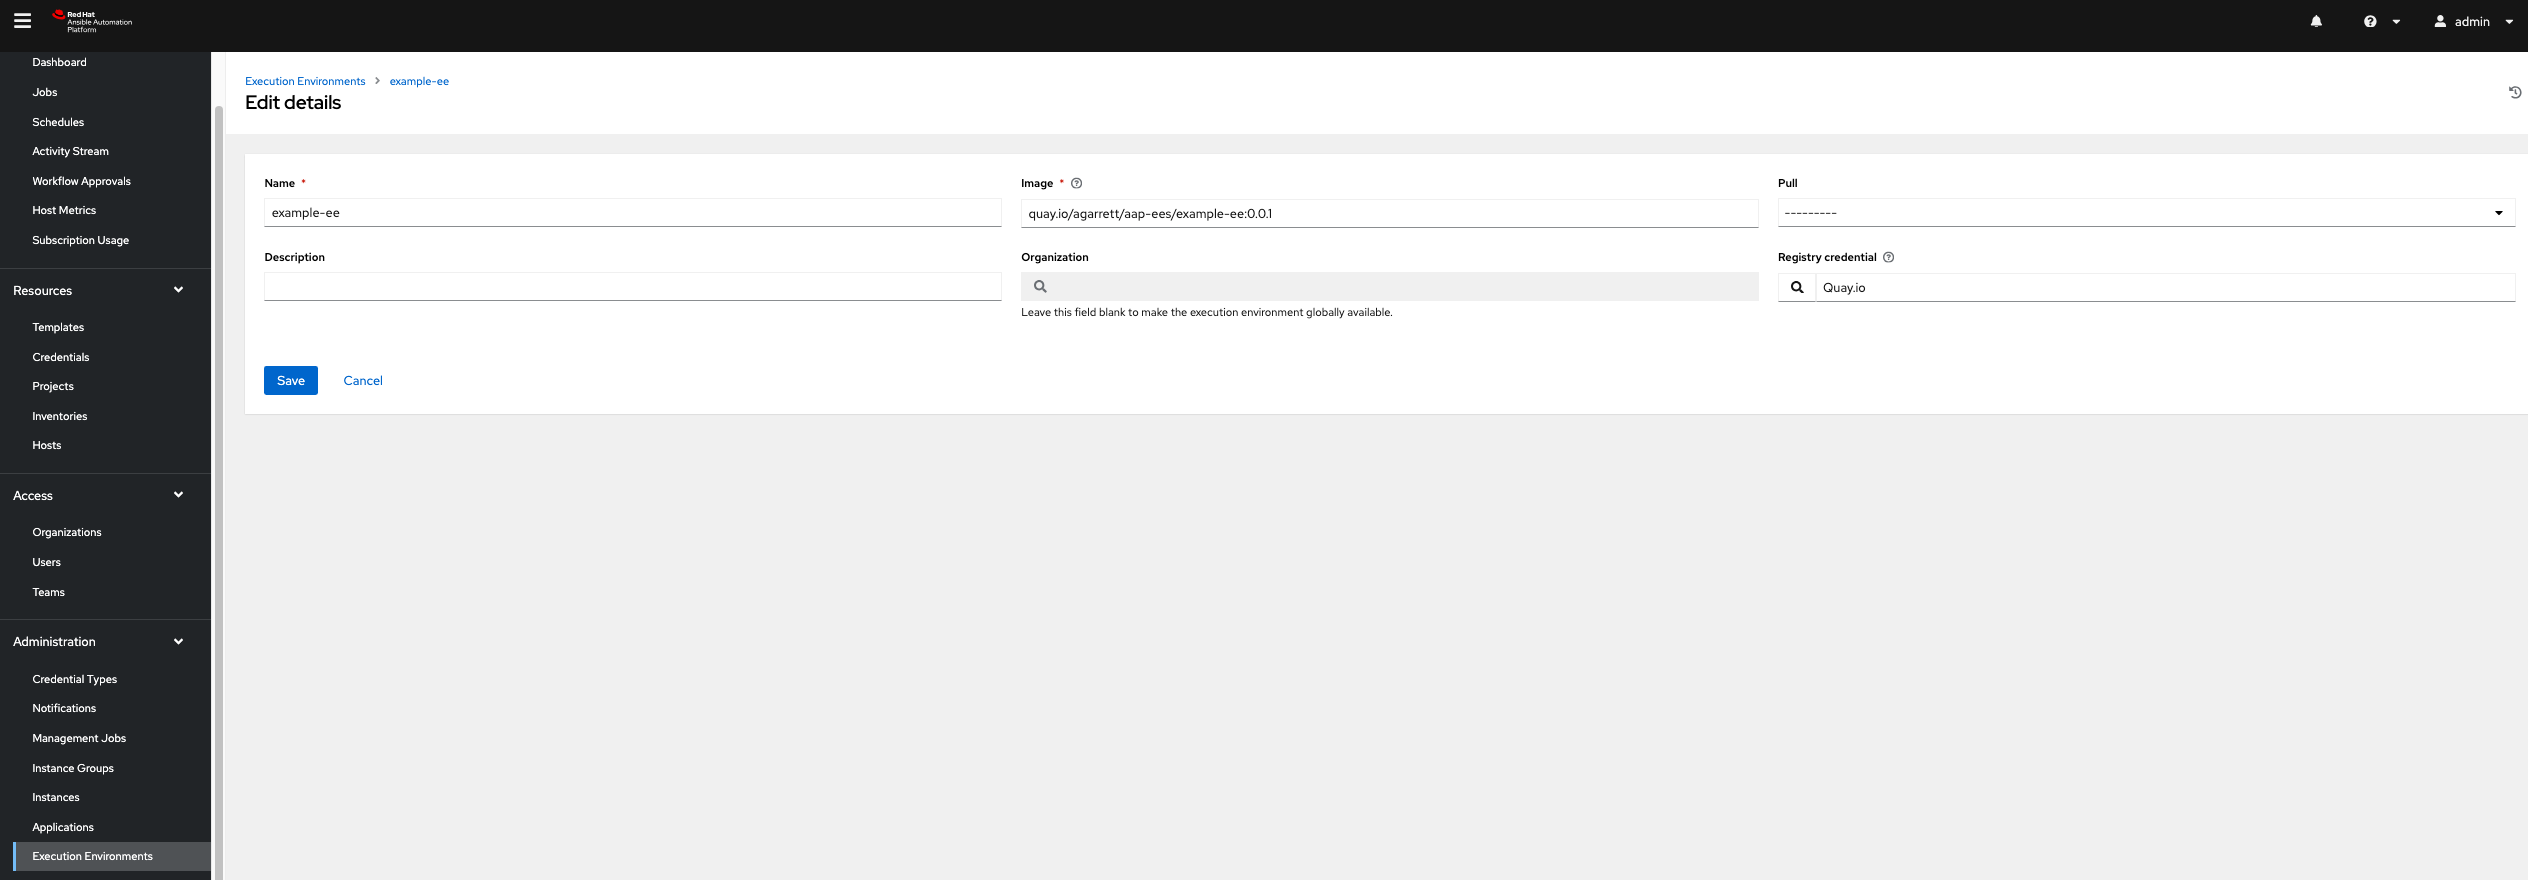 Red Hat
Ansible Automation
Platform
admin
Dashboard
Jobs
Schedules
Activity Stream
Workflow Approvals
Host Metrics
Subscription Usage
Resources
Templates
Credentials
Projects
Inventories
Hosts
Access
Organizations
Users
Teams
Administration
Credential Types
Notifications
Management Jobs
Instance Groups
Instances
Applications
Execution Environments
Execution Environments > example-ee
Edit details
Name *
example-ee
Image *
quay.io/agarrett/aap-ees/example-ee:0.0.1
Pull
---------
Description
Organization
Leave this field blank to make the execution environment globally available.
Registry credential
Quay.io
Save
Cancel